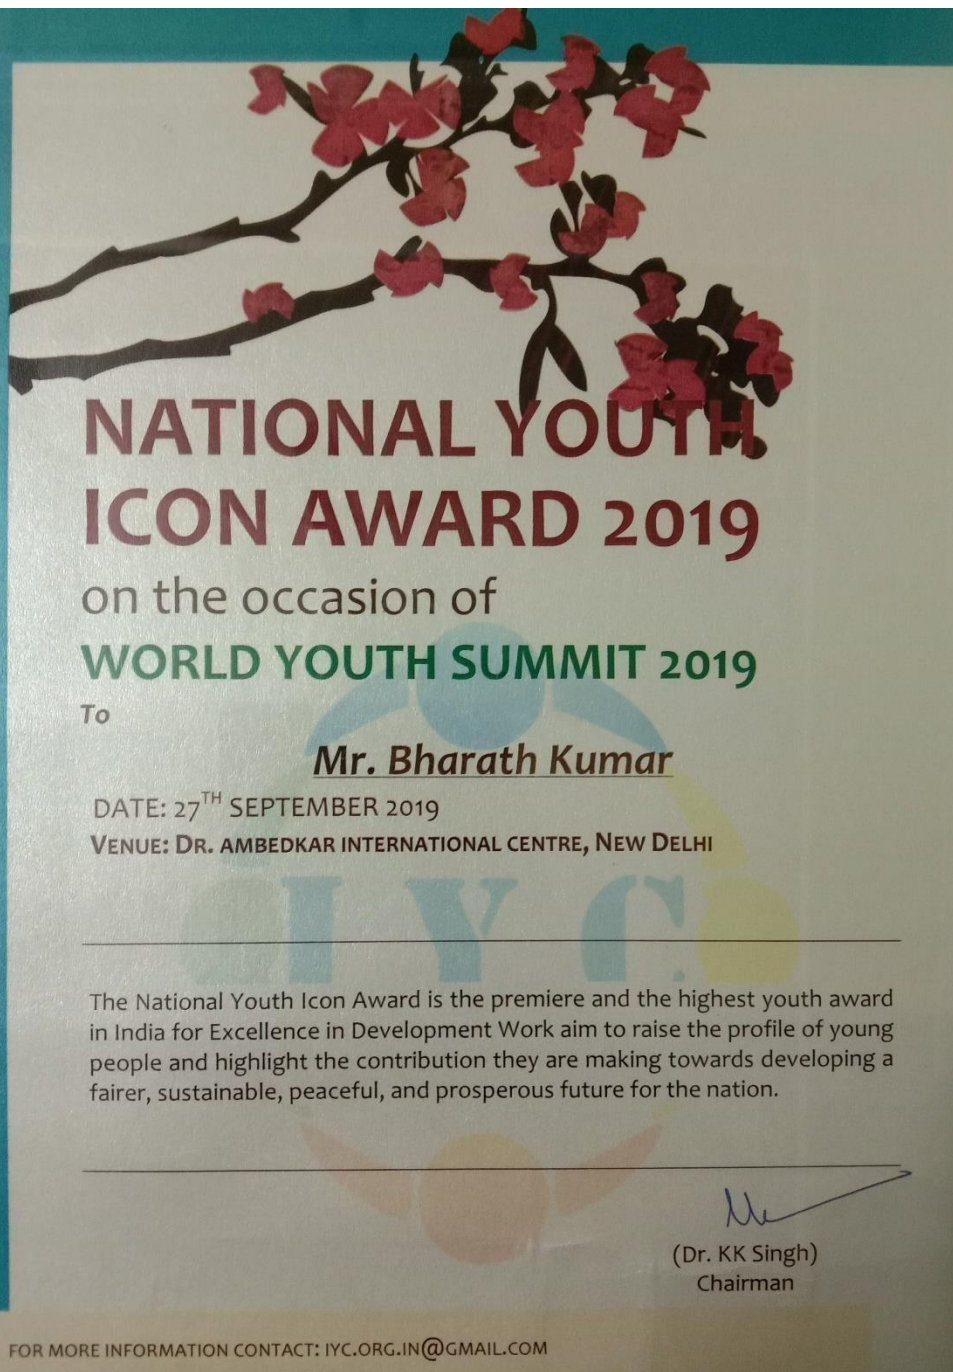 NATIONAL YOUTH
ICON AWARD 2019
on the occasion of
WORLD YOUTH SUMMIT 2019
To
Mr. Bharath Kumar
DATE: 27TH SEPTEMBER 2019
VENUE: DR. AMBEDKAR INTERNATIONAL CENTRE, NEW DELHI
IYC
The National Youth Icon Award is the premiere and the highest youth award
in India for Excellence in Development Work aim to raise the profile of young
people and highlight the contribution they are making towards developing a
fairer, sustainable, peaceful, and prosperous future for the nation.
(Dr. KK Singh)
Chairman
FOR MORE INFORMATION CONTACT: IYC.ORG.IN@GMAIL.COM